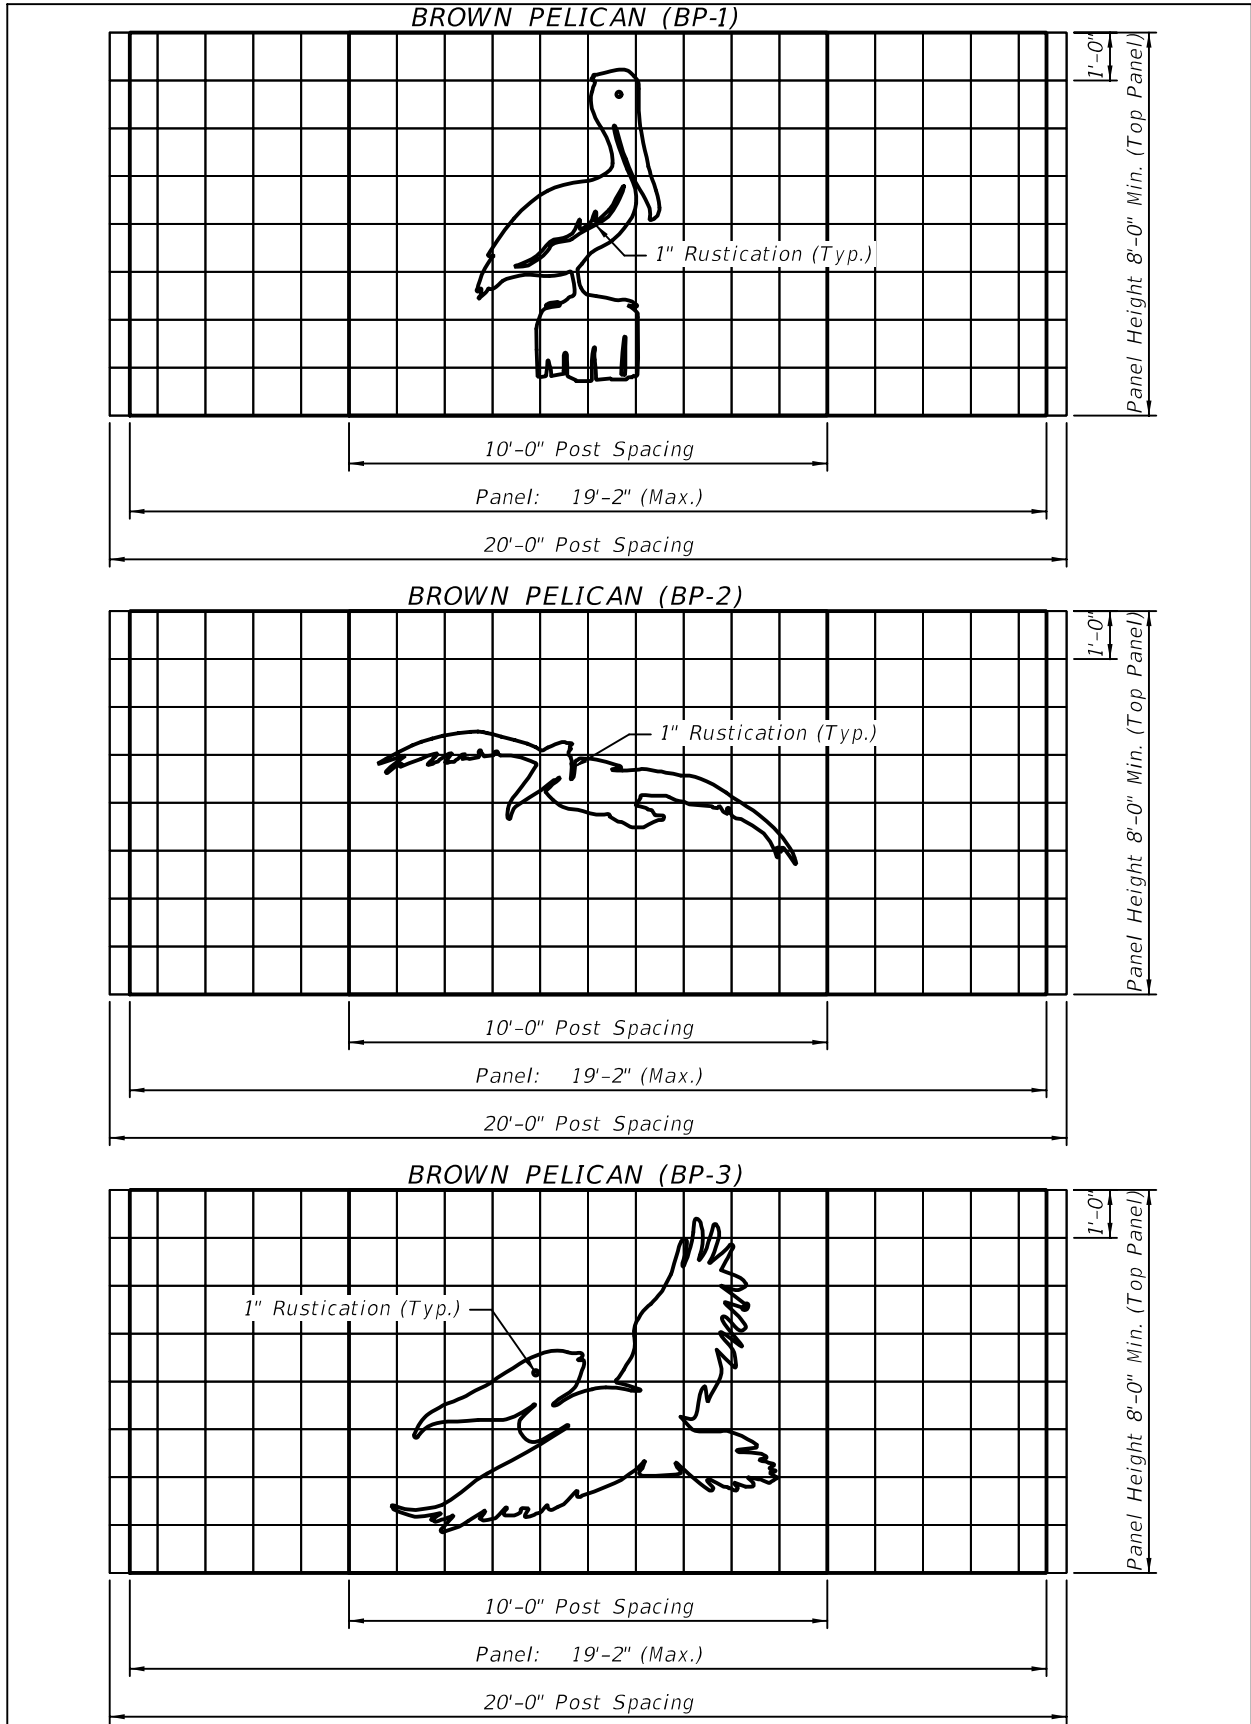 BROWN PELICAN (BP-1)
1'-0"
Panel Height 8'-0" Min. (Top Panel)
1" Rustication (Typ.)
10'-0" Post Spacing
Panel: 19'-2" (Max.)
20'-0" Post Spacing
BROWN PELICAN (BP-2)
1'-0"
Panel Height 8'-0" Min. (Top Panel)
1" Rustication (Typ.)
10'-0" Post Spacing
Panel: 19'-2" (Max.)
20'-0" Post Spacing
BROWN PELICAN (BP-3)
1'-0"
Panel Height 8'-0" Min. (Top Panel)
1" Rustication (Typ.)
10'-0" Post Spacing
Panel: 19'-2" (Max.)
20'-0" Post Spacing